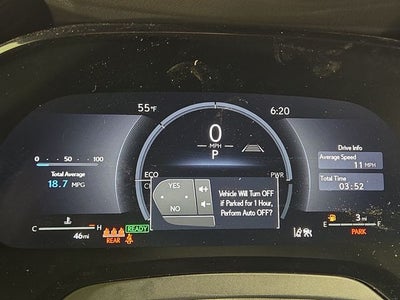 55°F
6:20
0
MPH
P
0 50 100
Total Average
18.7 MPG
ECO
PWR
Drive Info
Average Speed
11 MPH
Total Time
03:52
YES
NO
Vehicle Will Turn OFF
if Parked for 1 Hour,
Perform Auto OFF?
C H
46mi
REAR
READY
E
3 mi
PARK